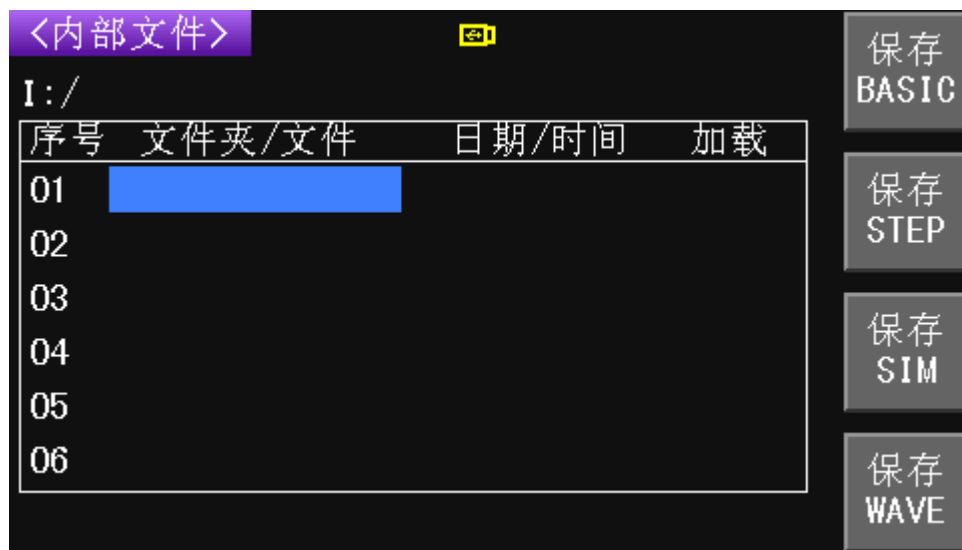 <内部文件>
I:/
序号 文件夹/文件 日期/时间 加载
01
02
03
04
05
06
保存
BASIC
保存
STEP
保存
SIM
保存
WAVE